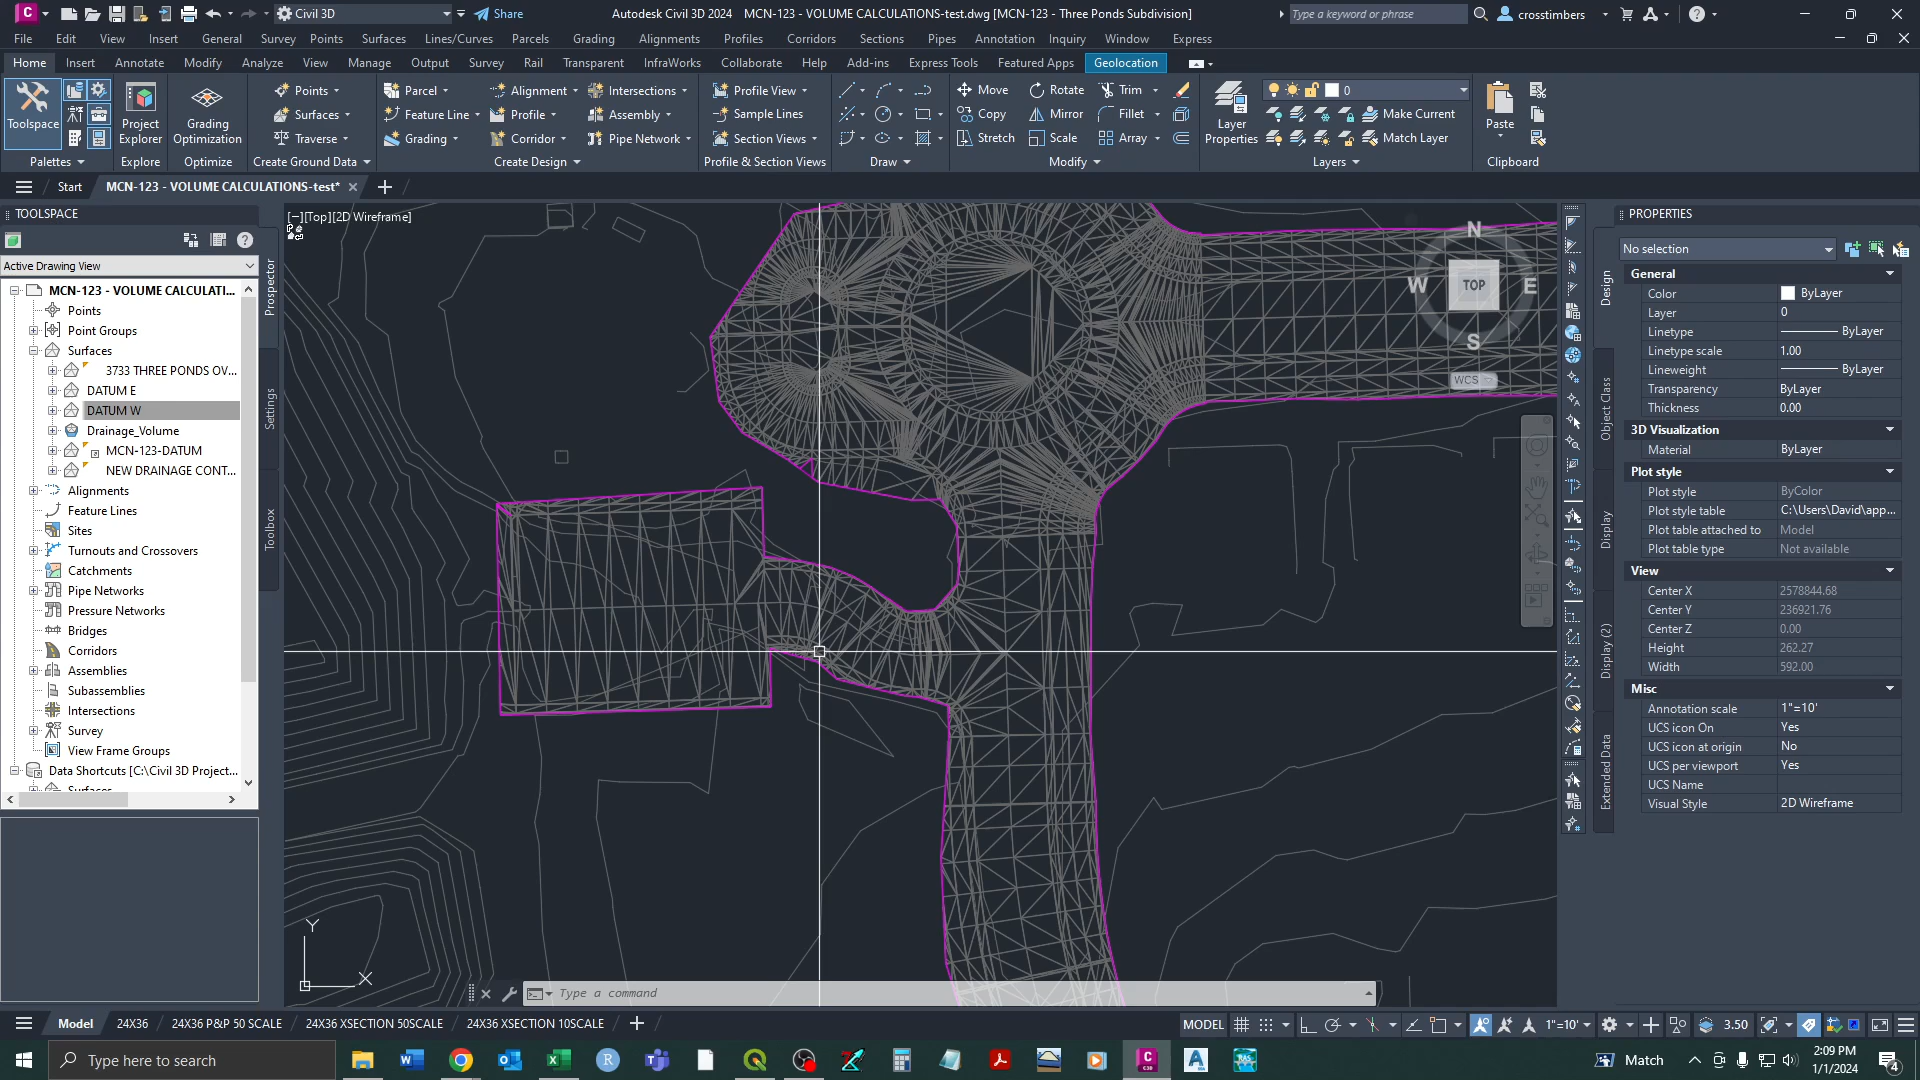 Civil 3D
Share
Autodesk Civil 3D 2024 MCN-123 - VOLUME CALCULATIONS-test.dwg [MCN-123 - Three Ponds Subdivision]
Type a keyword or phrase
crosstimbers
File Edit View Insert General Survey Points Surfaces Lines/Curves Parcels Grading Alignments Profiles Corridors Sections Pipes Annotation Inquiry Window Express
Home Insert Annotate Modify Analyze View Manage Output Survey Rail Transparent InfraWorks Collaborate Help Add-ins Express Tools Featured Apps Geolocation
Toolspace
Palettes
Project Explorer
Explore
Grading Optimization
Optimize
Points
Surfaces
Traverse
Create Ground Data
Parcel Alignment Intersections
Feature Line Profile Assembly
Grading Corridor Pipe Network
Create Design
Profile View
Sample Lines
Section Views
Profile & Section Views
Draw
Move Rotate Trim
Copy Mirror Fillet
Stretch Scale Array
Modify
Layer Properties
0
Make Current
Match Layer
Layers
Paste
Clipboard
Start
MCN-123 - VOLUME CALCULATIONS-test*
TOOLSPACE
Active Drawing View
MCN-123 - VOLUME CALCULATI...
Points
Point Groups
Surfaces
3733 THREE PONDS OV...
DATUM E
DATUM W
Drainage_Volume
MCN-123-DATUM
NEW DRAINAGE CONT...
Alignments
Feature Lines
Sites
Turnouts and Crossovers
Catchments
Pipe Networks
Pressure Networks
Bridges
Corridors
Assemblies
Subassemblies
Intersections
Survey
View Frame Groups
Data Shortcuts [C:\Civil 3D Project...
Surfaces
Prospector
Settings
Toolbox
[−][Top][2D Wireframe]
N
W TOP E
S
WCS
Y
X
Type a command
PROPERTIES
No selection
General
Color ByLayer
Layer 0
Linetype ByLayer
Linetype scale 1.00
Lineweight ByLayer
Transparency ByLayer
Thickness 0.00
3D Visualization
Material ByLayer
Plot style
Plot style ByColor
Plot style table C:\Users\David\app...
Plot table attached to Model
Plot table type Not available
View
Center X 2578844.68
Center Y 236921.76
Center Z 0.00
Height 262.27
Width 592.00
Misc
Annotation scale 1"=10'
UCS icon On Yes
UCS icon at origin No
UCS per viewport Yes
UCS Name
Visual Style 2D Wireframe
Design
Object Class
Display
Display (2)
Extended Data
Model 24X36 24X36 P&P 50 SCALE 24X36 XSECTION 50SCALE 24X36 XSECTION 10SCALE
MODEL 1"=10' 3.50
Type here to search
Match
2:09 PM
1/1/2024
4